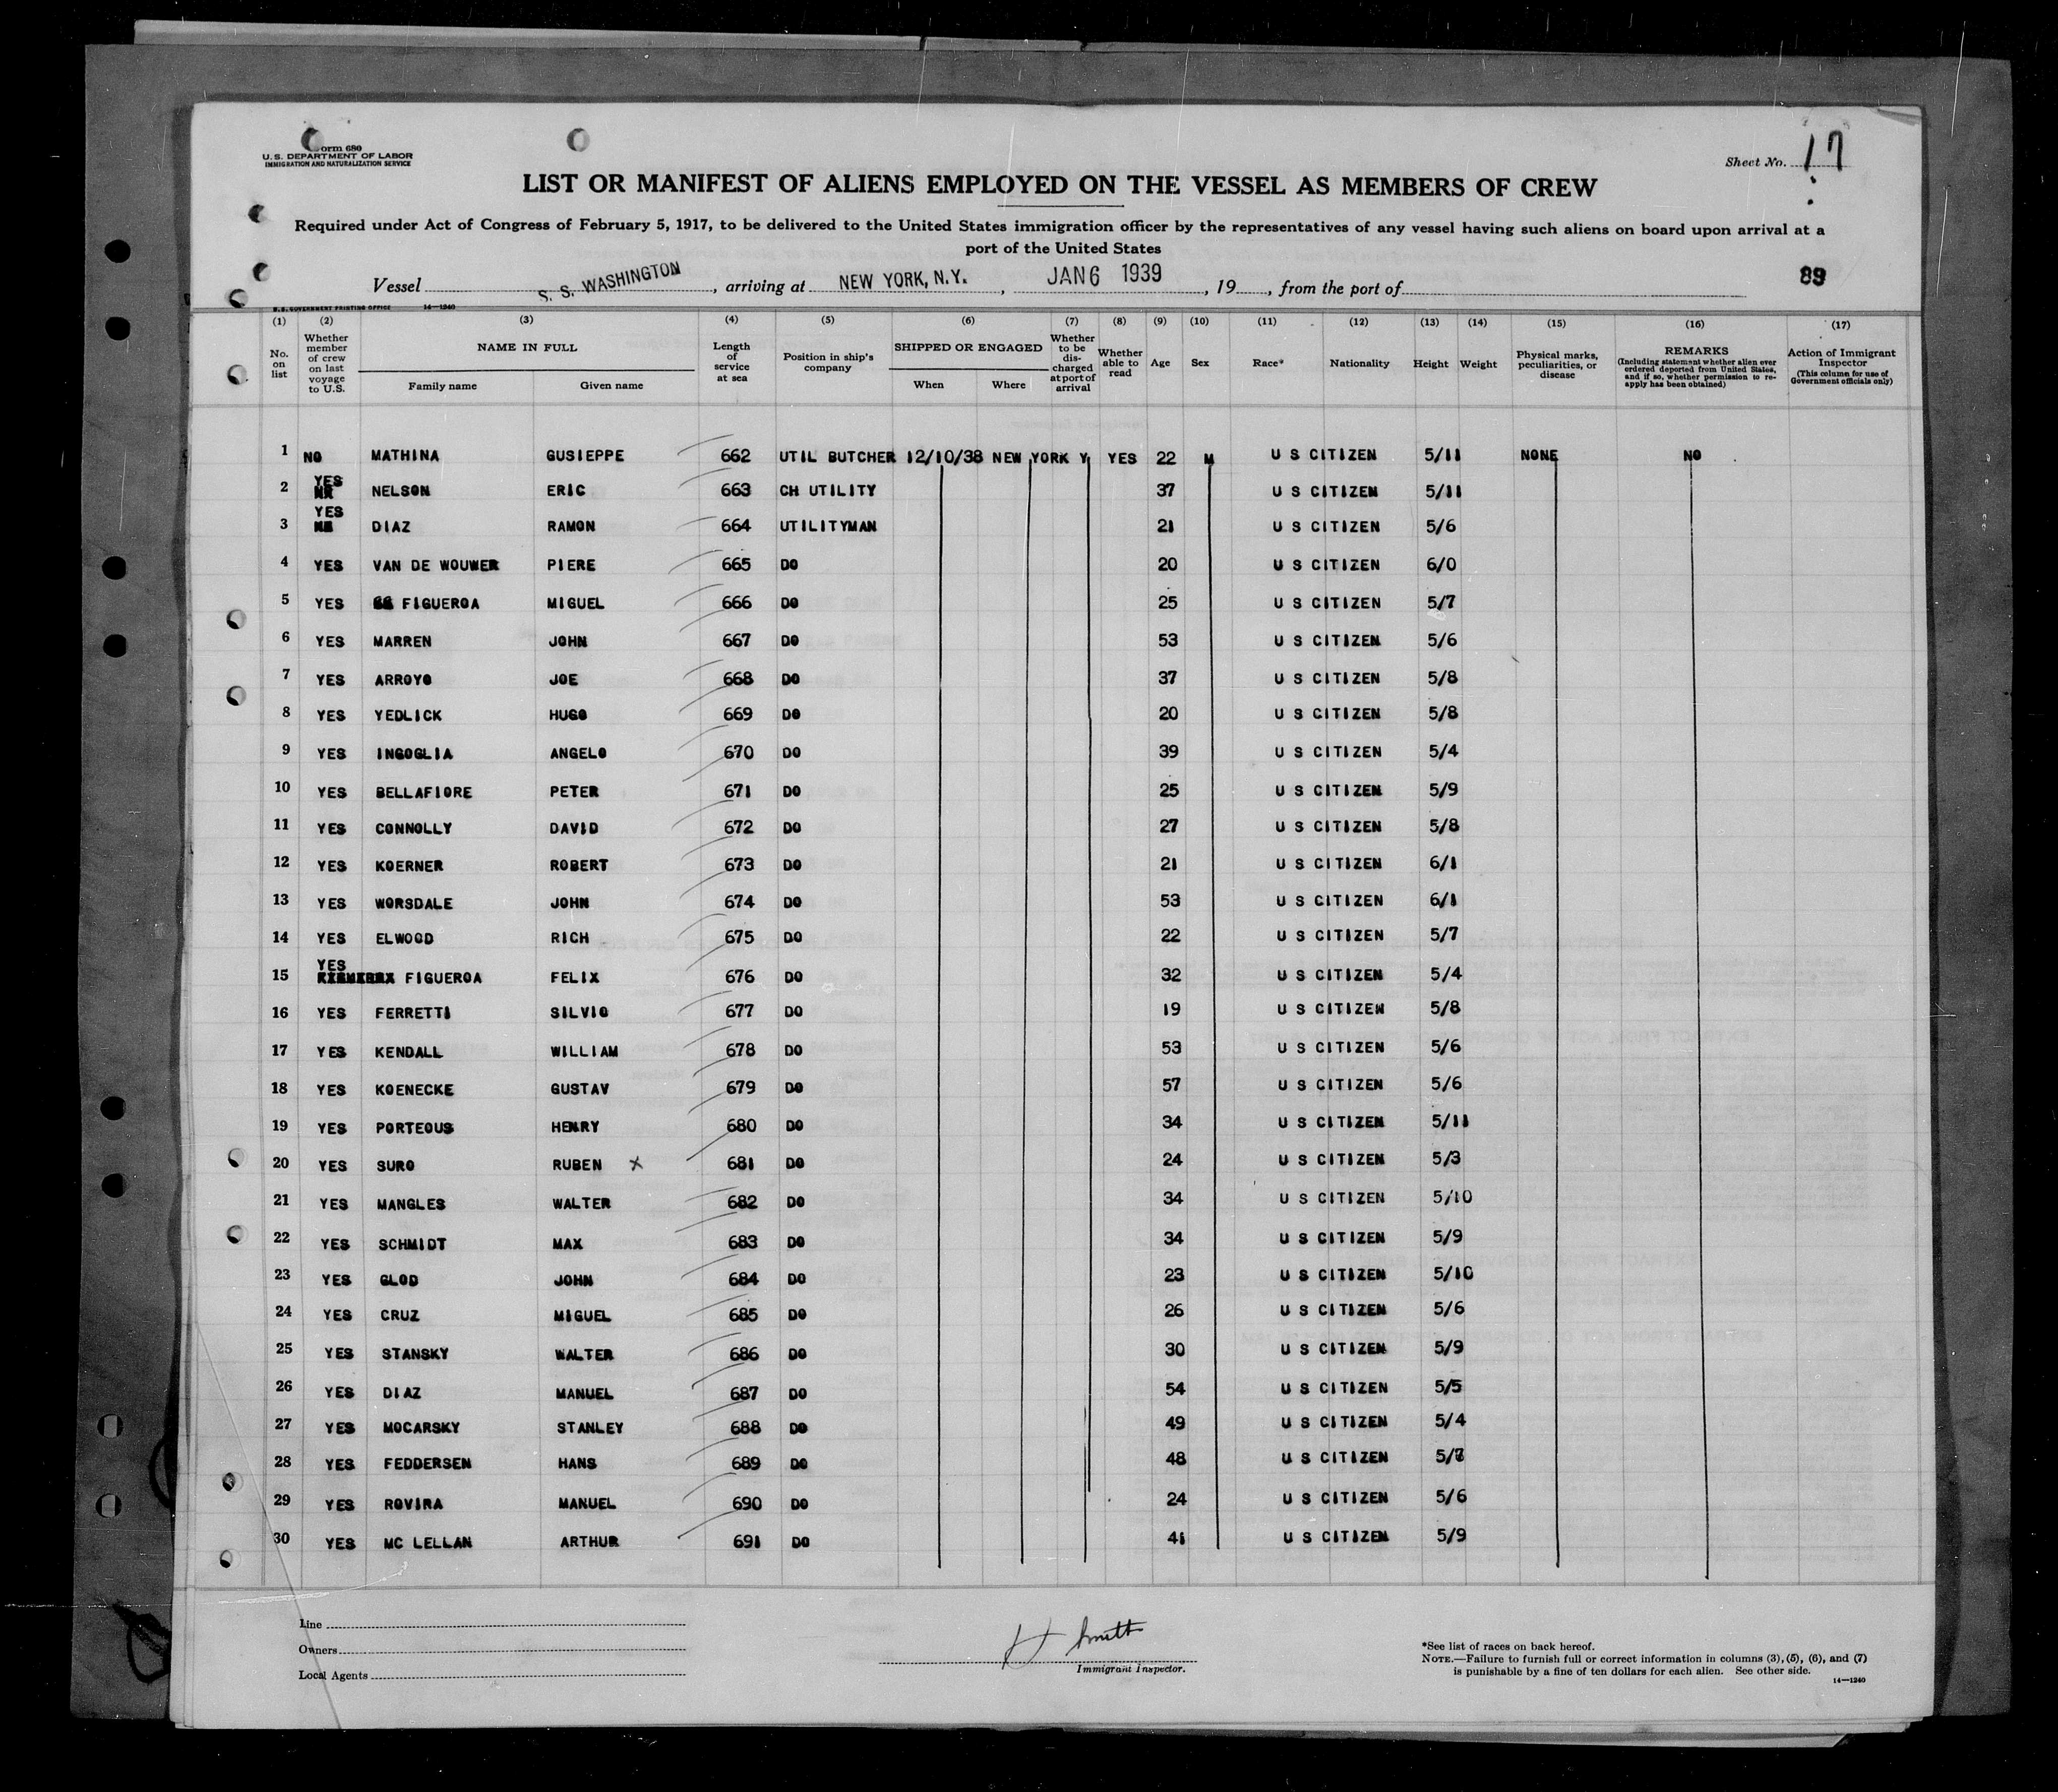 orm 680
U.S. DEPARTMENT OF LABOR
IMMIGRATION AND NATURALIZATION SERVICE
Sheet No. 17
LIST OR MANIFEST OF ALIENS EMPLOYED ON THE VESSEL AS MEMBERS OF CREW
Required under Act of Congress of February 5, 1917, to be delivered to the United States immigration officer by the representatives of any vessel having such aliens on board upon arrival at a
port of the United States
89
Vessel S. S. WASHINGTON, arriving at NEW YORK, N.Y., JAN 6 1939, 19, from the port of
U.S. GOVERNMENT PRINTING OFFICE 14—1240
(1) (2) (3) (4) (5) (6) (7) (8) (9) (10) (11) (12) (13) (14) (15) (16) (17)
No. on list
Whether member of crew on last voyage to U.S.
NAME IN FULL
Family name Given name
Length of service at sea
Position in ship's company
SHIPPED OR ENGAGED
When Where
Whether to be discharged at port of arrival
Whether able to read
Age
Sex
Race*
Nationality
Height
Weight
Physical marks, peculiarities, or disease
REMARKS
(Including statement whether alien ever ordered deported from United States, and if so, whether permission to reapply has been obtained)
Action of Immigrant Inspector
(This column for use of Government officials only)
1 NO MATHINA GUSIEPPE 662 UTIL BUTCHER 12/10/38 NEW YORK Y YES 22 M U S CITIZEN 5/11 NONE NO
2 YES NELSON ERIC 663 CH UTILITY 37 U S CITIZEN 5/11
3 YES DIAZ RAMON 664 UTILITYMAN 21 U S CITIZEN 5/6
4 YES VAN DE WOUWER PIERE 665 DO 20 U S CITIZEN 6/0
5 YES FIGUEROA MIGUEL 666 DO 25 U S CITIZEN 5/7
6 YES MARREN JOHN 667 DO 53 U S CITIZEN 5/6
7 YES ARROYO JOE 668 DO 37 U S CITIZEN 5/8
8 YES YEDLICK HUGO 669 DO 20 U S CITIZEN 5/8
9 YES INGOGLIA ANGELO 670 DO 39 U S CITIZEN 5/4
10 YES BELLAFIORE PETER 671 DO 25 U S CITIZEN 5/9
11 YES CONNOLLY DAVID 672 DO 27 U S CITIZEN 5/8
12 YES KOERNER ROBERT 673 DO 21 U S CITIZEN 6/1
13 YES WORSDALE JOHN 674 DO 53 U S CITIZEN 6/1
14 YES ELWOOD RICH 675 DO 22 U S CITIZEN 5/7
15 YES FIGUEROA FELIX 676 DO 32 U S CITIZEN 5/4
16 YES FERRETTI SILVIO 677 DO 19 U S CITIZEN 5/8
17 YES KENDALL WILLIAM 678 DO 53 U S CITIZEN 5/6
18 YES KOENECKE GUSTAV 679 DO 57 U S CITIZEN 5/6
19 YES PORTEOUS HENRY 680 DO 34 U S CITIZEN 5/11
20 YES SURO RUBEN X 681 DO 24 U S CITIZEN 5/3
21 YES MANGLES WALTER 682 DO 34 U S CITIZEN 5/10
22 YES SCHMIDT MAX 683 DO 34 U S CITIZEN 5/9
23 YES GLOD JOHN 684 DO 23 U S CITIZEN 5/10
24 YES CRUZ MIGUEL 685 DO 26 U S CITIZEN 5/6
25 YES STANSKY WALTER 686 DO 30 U S CITIZEN 5/9
26 YES DIAZ MANUEL 687 DO 54 U S CITIZEN 5/5
27 YES MOCARSKY STANLEY 688 DO 49 U S CITIZEN 5/4
28 YES FEDDERSEN HANS 689 DO 48 U S CITIZEN
29 YES ROVIRA MANUEL 690 DO 24 U S CITIZEN 5/6
30 YES MC LELLAN ARTHUR 691 DO 41 U S CITIZEN 5/9
Line
Owners
Local Agents
H Smith
Immigrant Inspector.
*See list of races on back hereof.
NOTE.—Failure to furnish full or correct information in columns (3), (5), (6), and (7)
is punishable by a fine of ten dollars for each alien. See other side.
14—1240